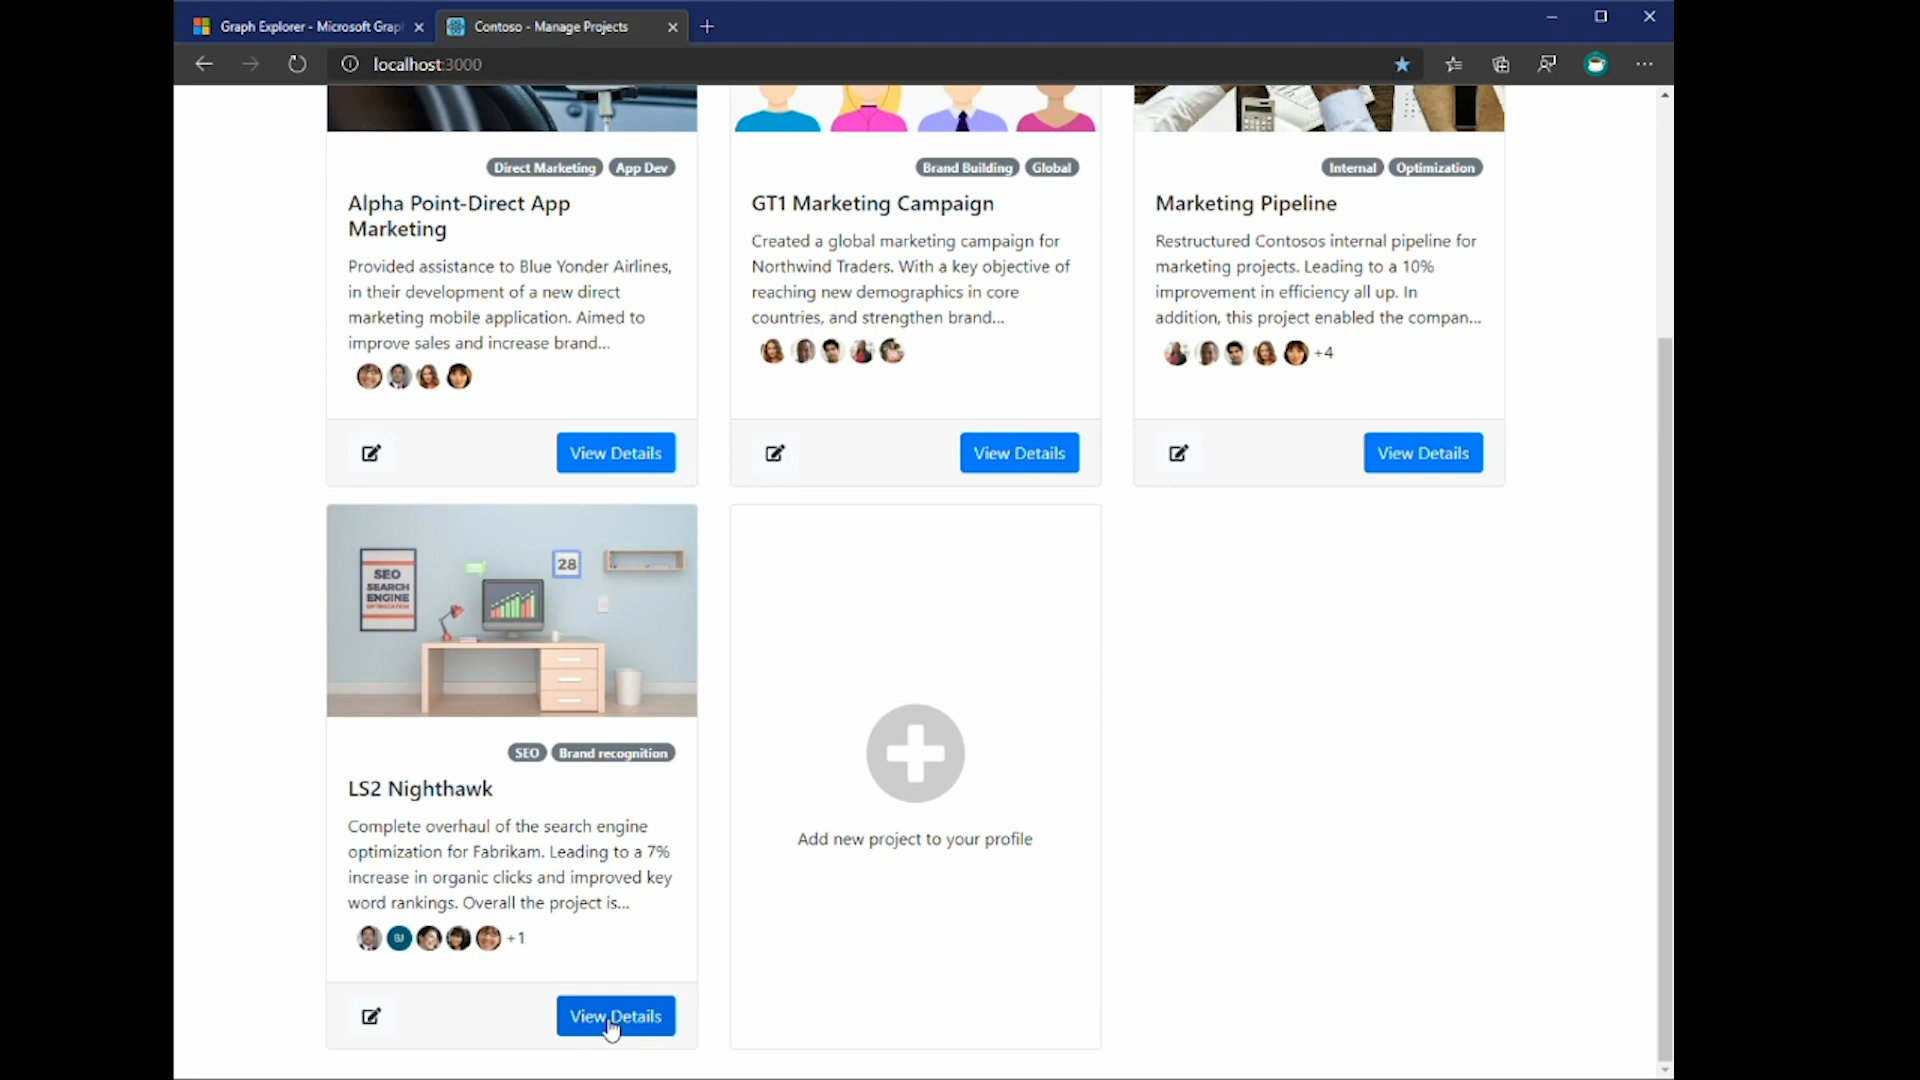 Graph Explorer - Microsoft Grap
Contoso - Manage Projects
localhost:3000
Direct Marketing App Dev
Alpha Point-Direct App
Marketing
Provided assistance to Blue Yonder Airlines,
in their development of a new direct
marketing mobile application. Aimed to
improve sales and increase brand...
View Details
Brand Building Global
GT1 Marketing Campaign
Created a global marketing campaign for
Northwind Traders. With a key objective of
reaching new demographics in core
countries, and strengthen brand...
View Details
Internal Optimization
Marketing Pipeline
Restructured Contosos internal pipeline for
marketing projects. Leading to a 10%
improvement in efficiency all up. In
addition, this project enabled the compan...
+4
View Details
SEO
SEARCH
ENGINE
OPTIMIZATION
28
SEO Brand recognition
LS2 Nighthawk
Complete overhaul of the search engine
optimization for Fabrikam. Leading to a 7%
increase in organic clicks and improved key
word rankings. Overall the project is...
BJ
+1
View Details
Add new project to your profile